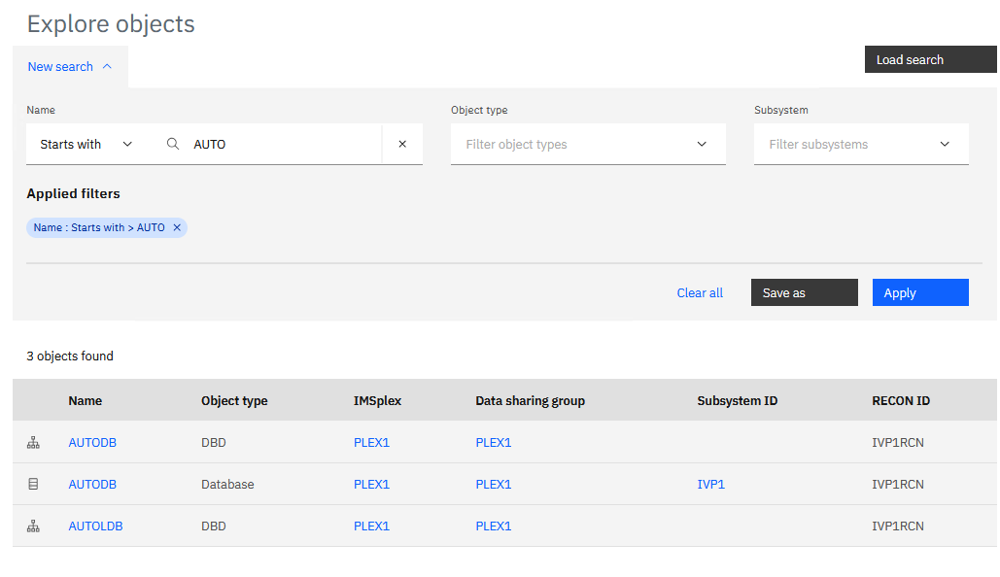 Explore objects
New search
Load search
Name
Object type
Subsystem
Starts with
AUTO
Filter object types
Filter subsystems
Applied filters
Name : Starts with > AUTO
Clear all
Save as
Apply
3 objects found
Name Object type IMSplex Data sharing group Subsystem ID RECON ID
AUTODB DBD PLEX1 PLEX1 IVP1RCN
AUTODB Database PLEX1 PLEX1 IVP1 IVP1RCN
AUTOLDB DBD PLEX1 PLEX1 IVP1RCN